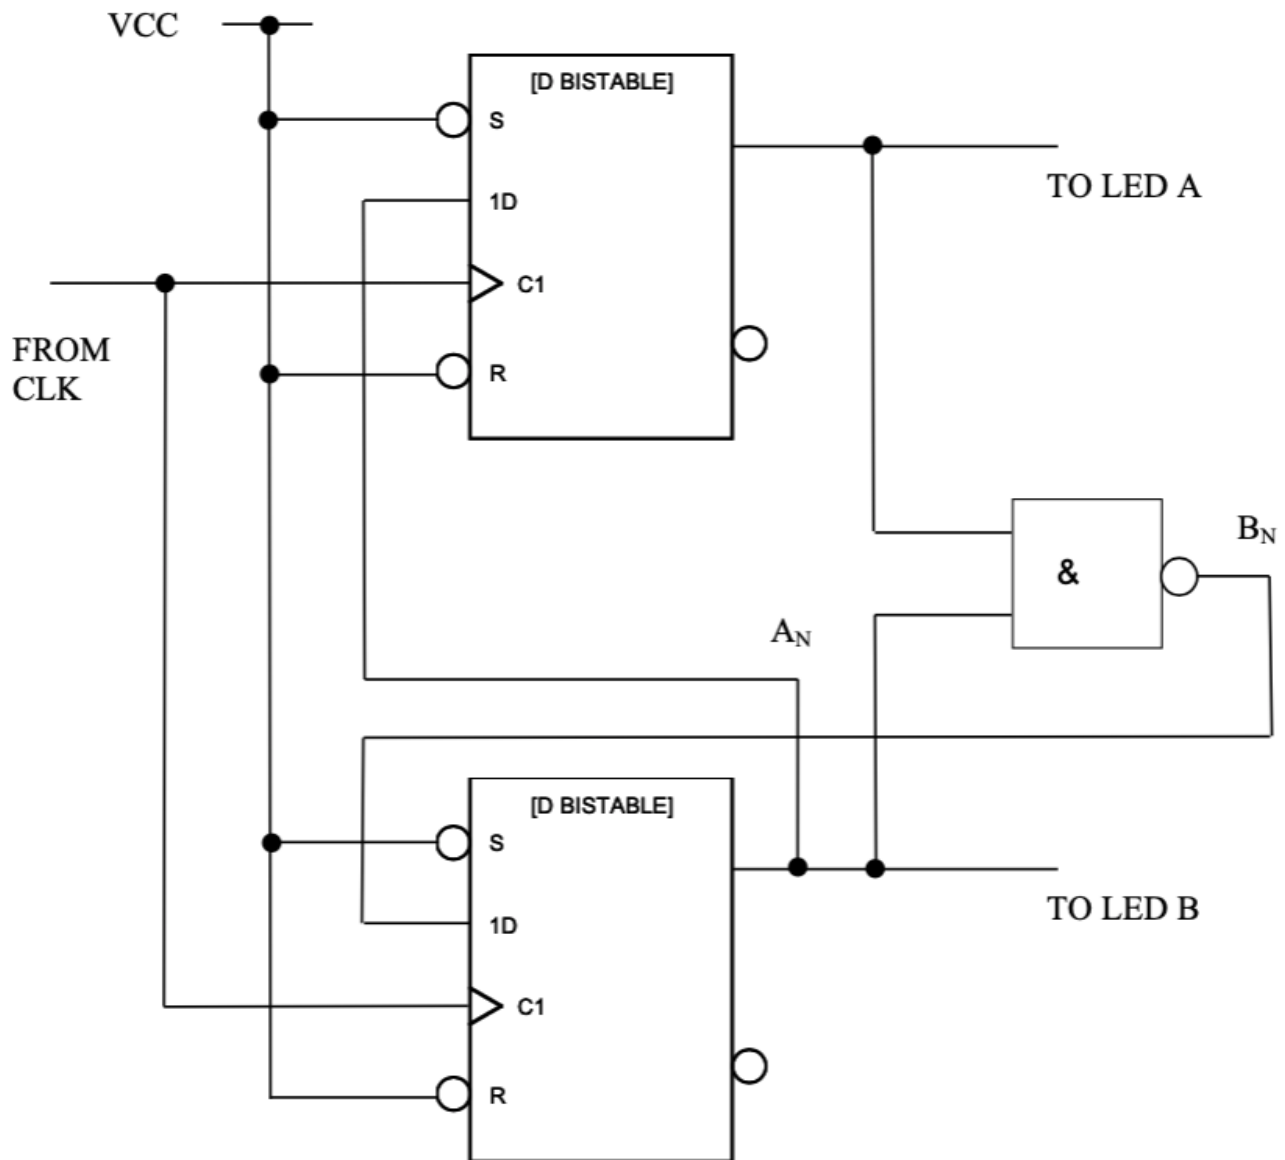 VCC
[D BISTABLE]
S
1D
TO LED A
C1
FROM
CLK
R
B_N
&
A_N
[D BISTABLE]
S
1D
TO LED B
C1
R